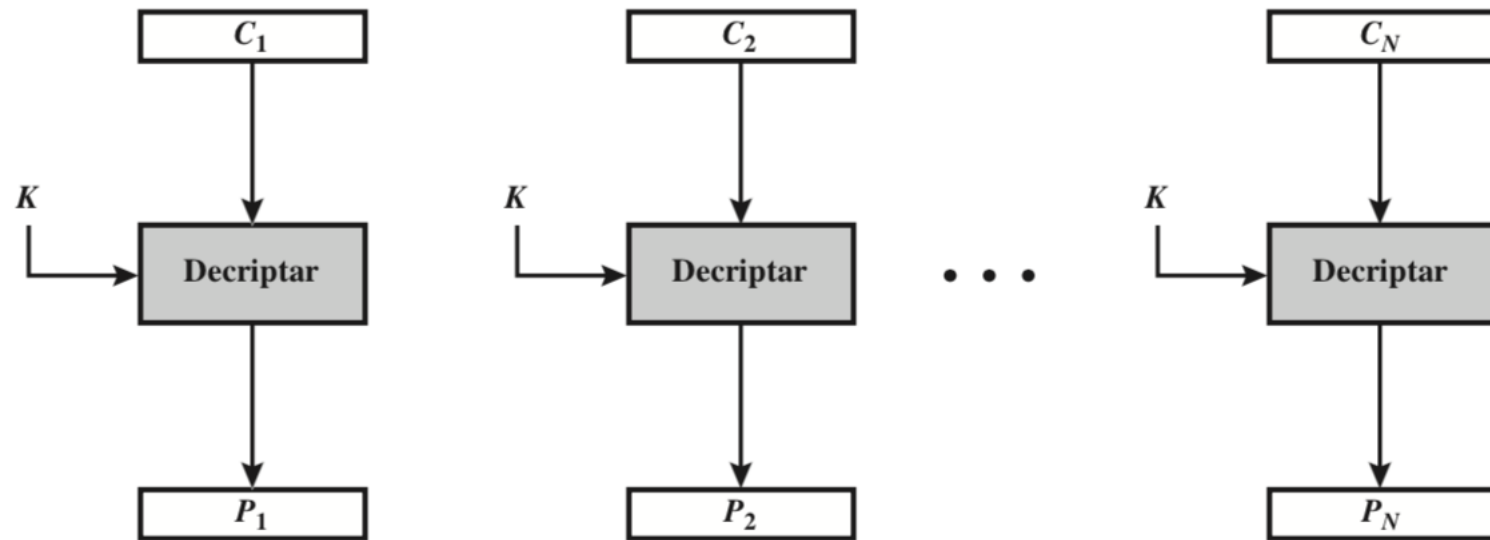 C1 C2 CN
K K K
Decriptar Decriptar • • • Decriptar
P1 P2 PN